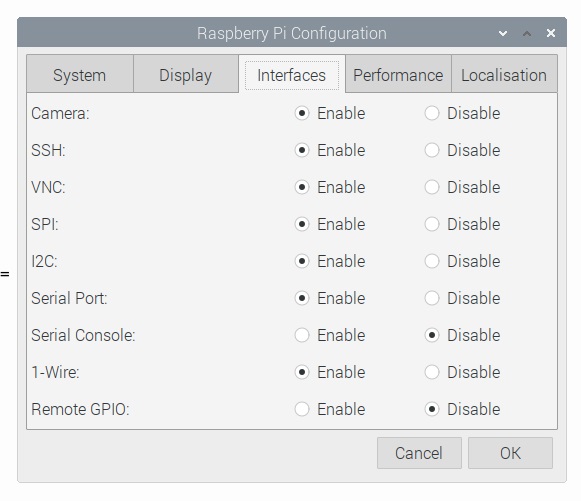 Raspberry Pi Configuration
System Display Interfaces Performance Localisation
Camera: Enable Disable
SSH: Enable Disable
VNC: Enable Disable
SPI: Enable Disable
I2C: Enable Disable
=
Serial Port: Enable Disable
Serial Console: Enable Disable
1-Wire: Enable Disable
Remote GPIO: Enable Disable
Cancel OK